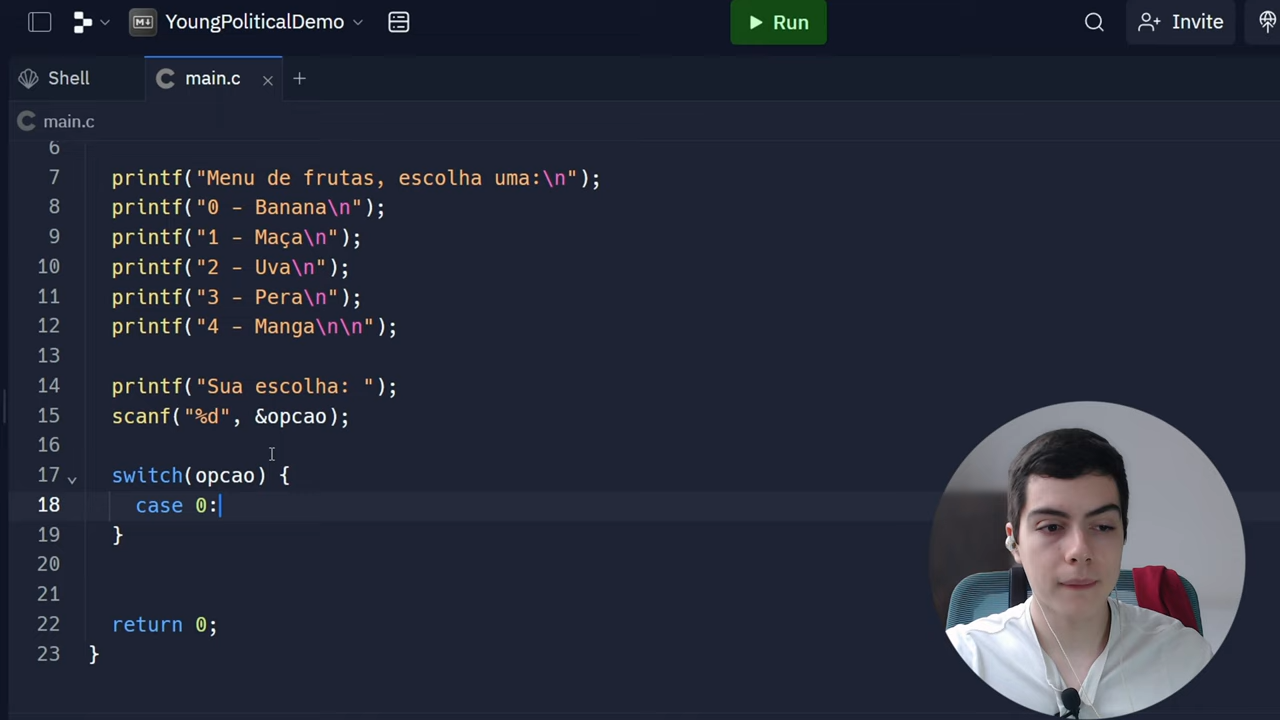 YoungPoliticalDemo
Run
Invite
Shell
main.c
main.c
6
7 printf("Menu de frutas, escolha uma:\n");
8 printf("0 - Banana\n");
9 printf("1 - Maça\n");
10 printf("2 - Uva\n");
11 printf("3 - Pera\n");
12 printf("4 - Manga\n\n");
13
14 printf("Sua escolha: ");
15 scanf("%d", &opcao);
16
17 switch(opcao) {
18 case 0:
19 }
20
21
22 return 0;
23 }